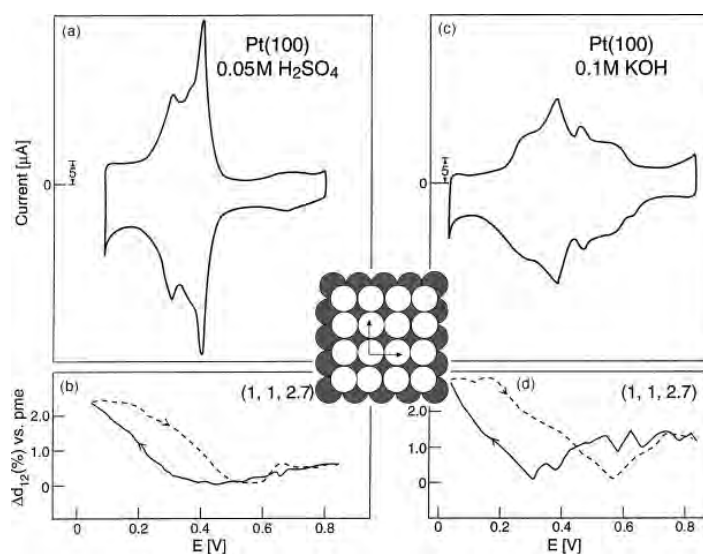 (a)
Pt(100)
0.05M H₂SO₄
Current [µA]
5
0
(c)
Pt(100)
0.1M KOH
5
0
(b)
(1, 1, 2.7)
Δd₁₂(%) vs. pme
2.0
1.0
0
0 0.2 0.4 0.6 0.8
E [V]
(d)
(1, 1, 2.7)
2.0
1.0
0
0 0.2 0.4 0.6 0.8
E [V]